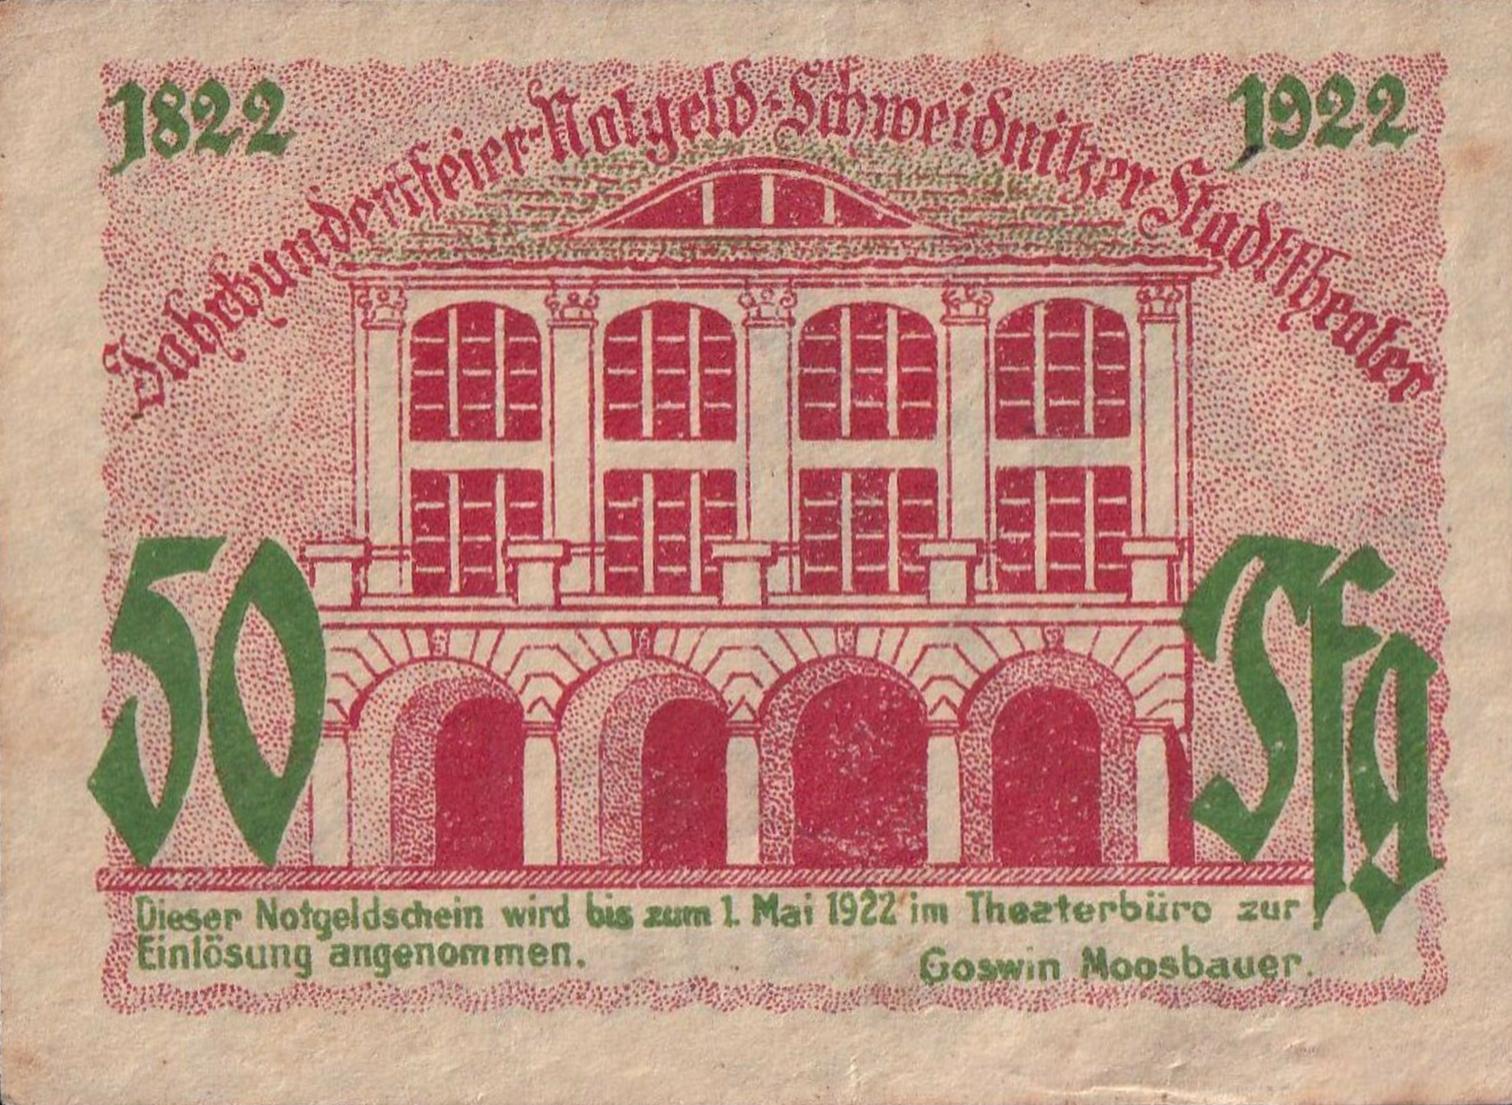 1822
1922
Jahrhundertfeier-Notgeld-Schweidnitzer Stadttheater
50 Pfg
Dieser Notgeldschein wird bis zum 1. Mai 1922 im Theaterbüro zur
Einlösung angenommen.
Goswin Moosbauer.